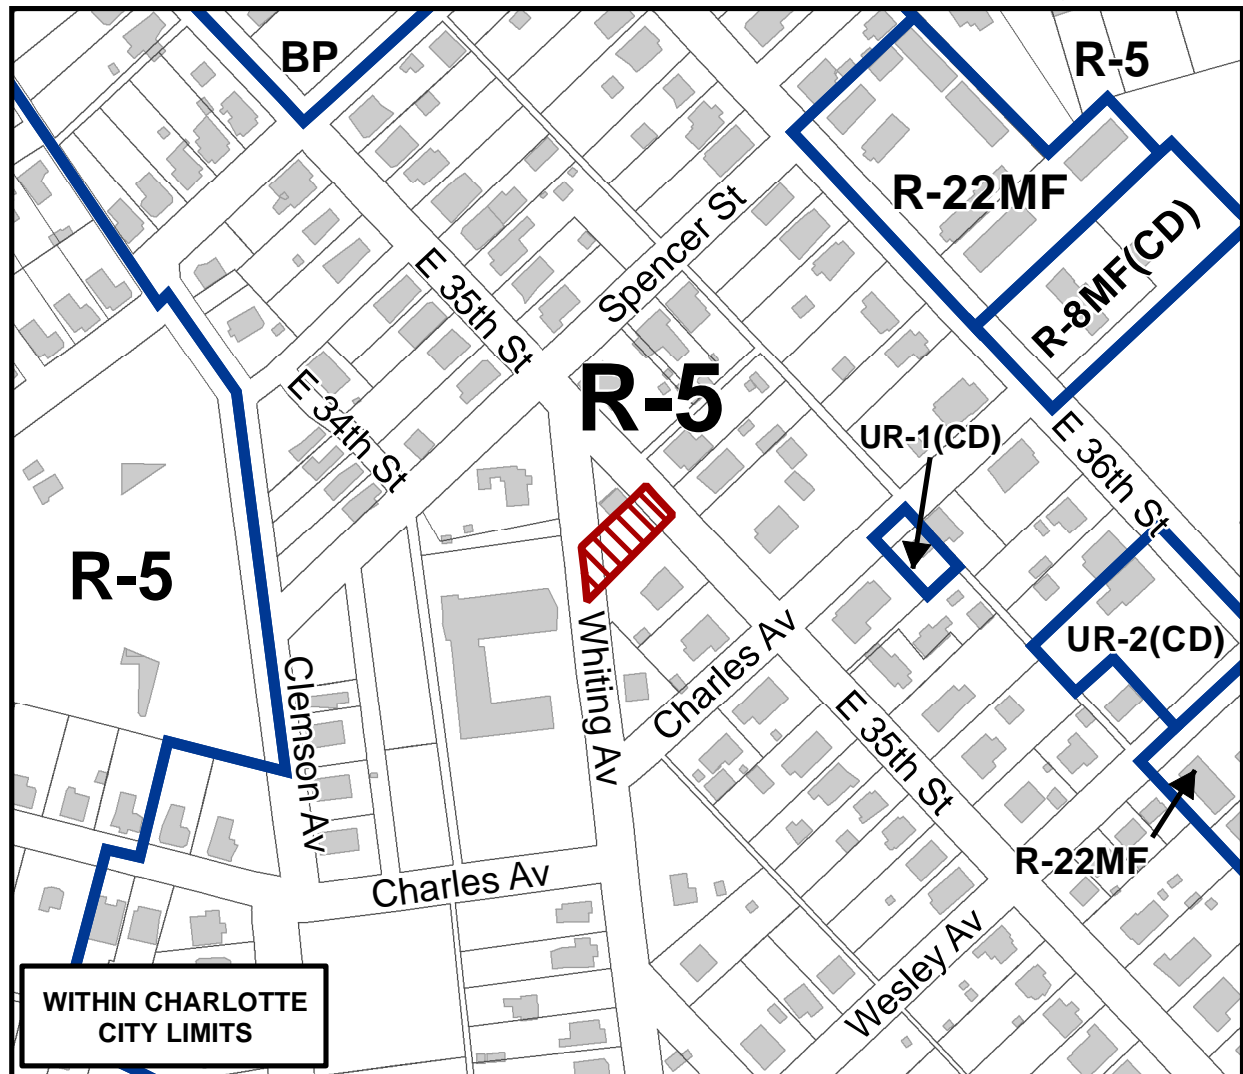 BP
R-5
R-22MF
R-8MF(CD)
Spencer St
E 35th St
E 34th St
R-5
UR-1(CD)
E 36th St
R-5
UR-2(CD)
Whiting Av
Charles Av
Clemson Av
E 35th St
R-22MF
Charles Av
Wesley Av
WITHIN CHARLOTTE
CITY LIMITS